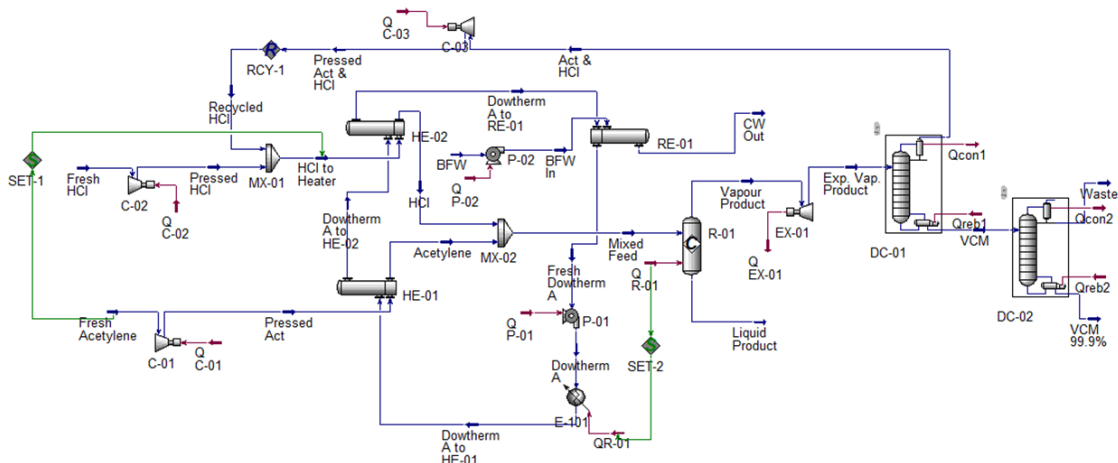 Q
C-03
C-03
R
RCY-1
Pressed
Act &
HCl
Act &
HCl
Recycled
HCl
Dowtherm
A to
RE-01
HE-02
CW
Out
RE-01
S
SET-1
MX-01
HCl to
Heater
BFW
P-02
BFW
In
Q
P-02
Fresh
HCl
Pressed
HCl
C-02
Q
C-02
HCl
Dowtherm
A to
HE-02
Acetylene
MX-02
Mixed
Feed
Vapour
Product
R-01
C
Q
R-01
EX-01
Q
EX-01
Exp. Vap.
Product
Qcon1
Qreb1
VCM
DC-01
Waste
Qcon2
Qreb2
DC-02
VCM
99.9%
HE-01
Fresh
Dowtherm
A
Q
P-01
P-01
Liquid
Product
Fresh
Acetylene
Pressed
Act
C-01
Q
C-01
Dowtherm
A
S
SET-2
E-101
QR-01
Dowtherm
A to
HE-01